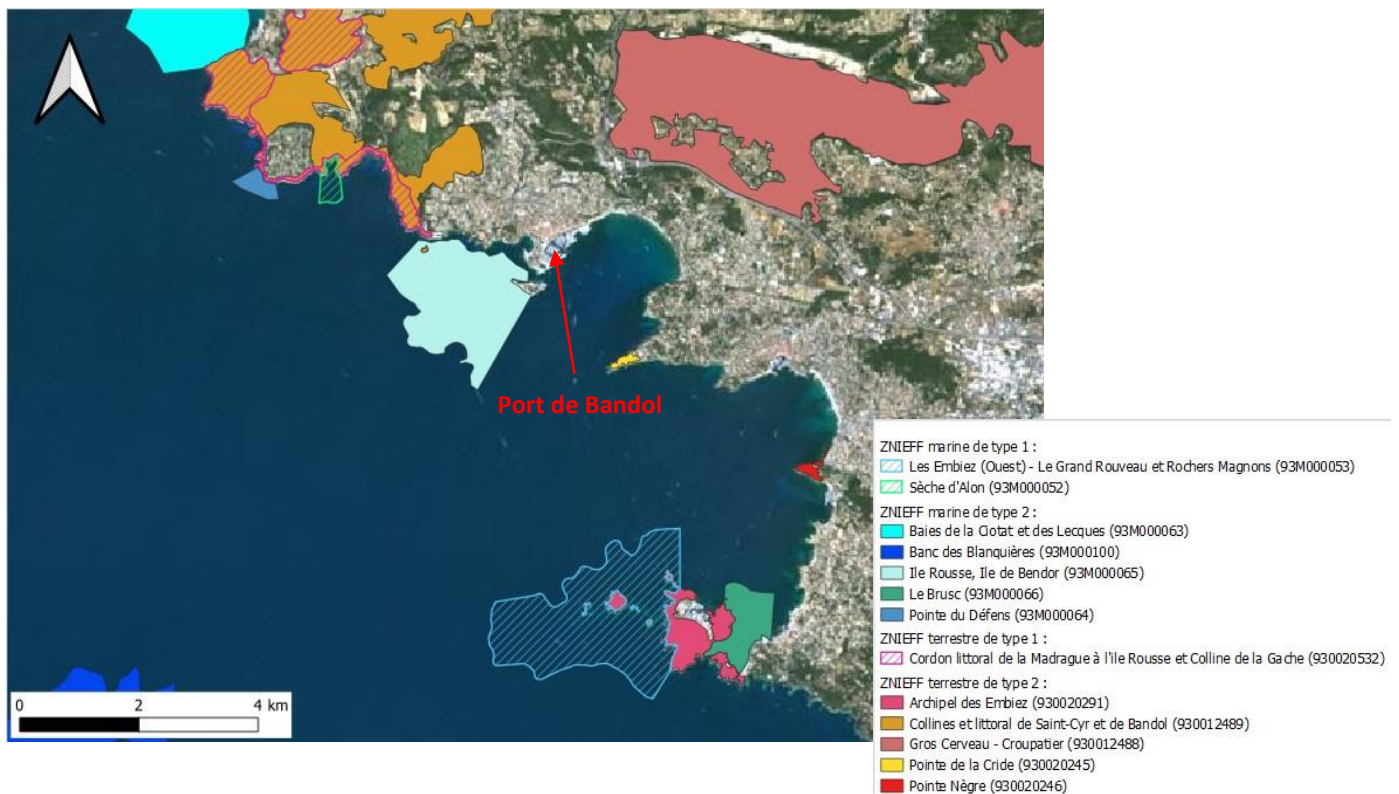 Port de Bandol
ZNIEFF marine de type 1 :
Les Embiez (Ouest) - Le Grand Rouveau et Rochers Magnons (93M000053)
Sèche d'Alon (93M000052)
ZNIEFF marine de type 2 :
Baies de la Ciotat et des Lecques (93M000063)
Banc des Blanquières (93M000100)
Ile Rousse, Ile de Bendor (93M000065)
Le Brusc (93M000066)
Pointe du Défens (93M000064)
ZNIEFF terrestre de type 1 :
Cordon littoral de la Madrague à l'ile Rousse et Colline de la Gache (930020532)
ZNIEFF terrestre de type 2 :
Archipel des Embiez (930020291)
Collines et littoral de Saint-Cyr et de Bandol (930012489)
Gros Cerveau - Croupatier (930012488)
Pointe de la Cride (930020245)
Pointe Nègre (930020246)
0 2 4 km